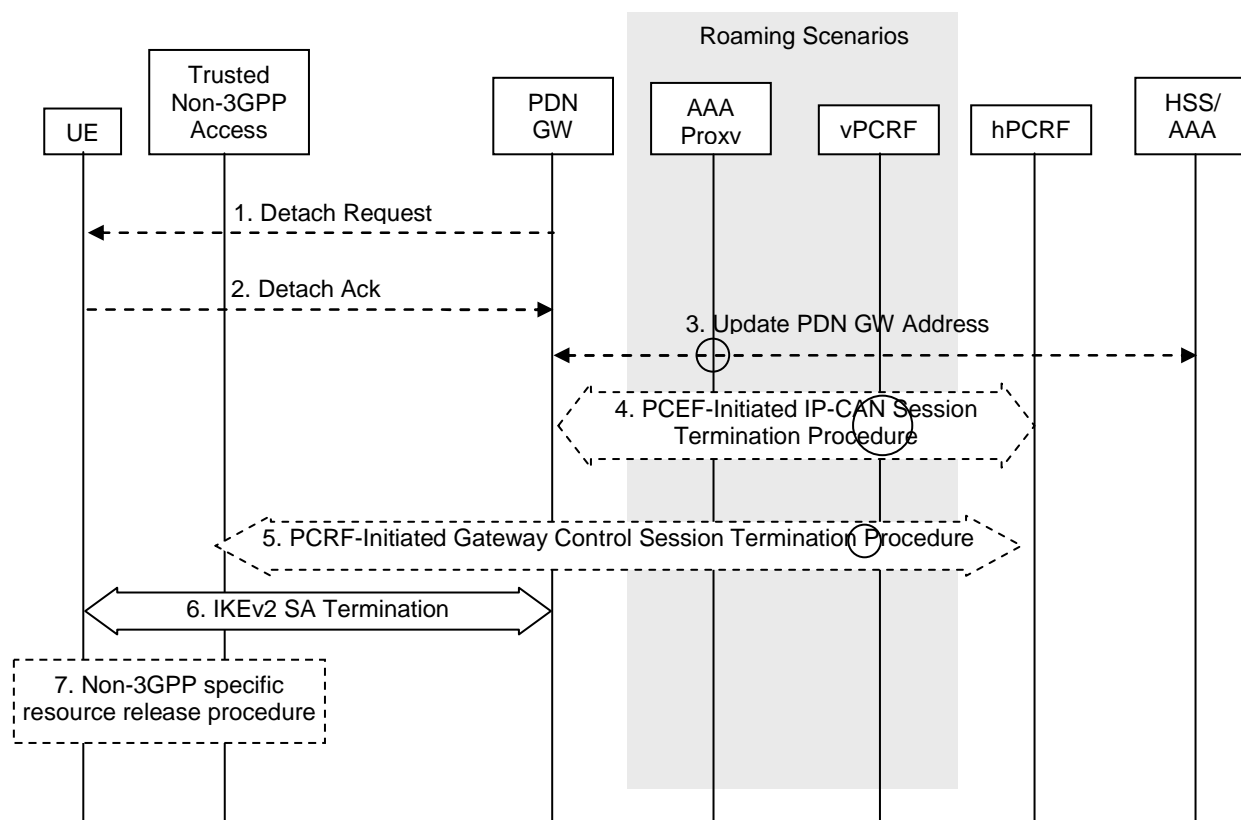 Roaming Scenarios
UE
Trusted
Non-3GPP
Access
PDN
GW
AAA
Proxy
vPCRF
hPCRF
HSS/
AAA
1. Detach Request
2. Detach Ack
3. Update PDN GW Address
4. PCEF-Initiated IP-CAN Session
Termination Procedure
5. PCRF-Initiated Gateway Control Session Termination Procedure
6. IKEv2 SA Termination
7. Non-3GPP specific
resource release procedure